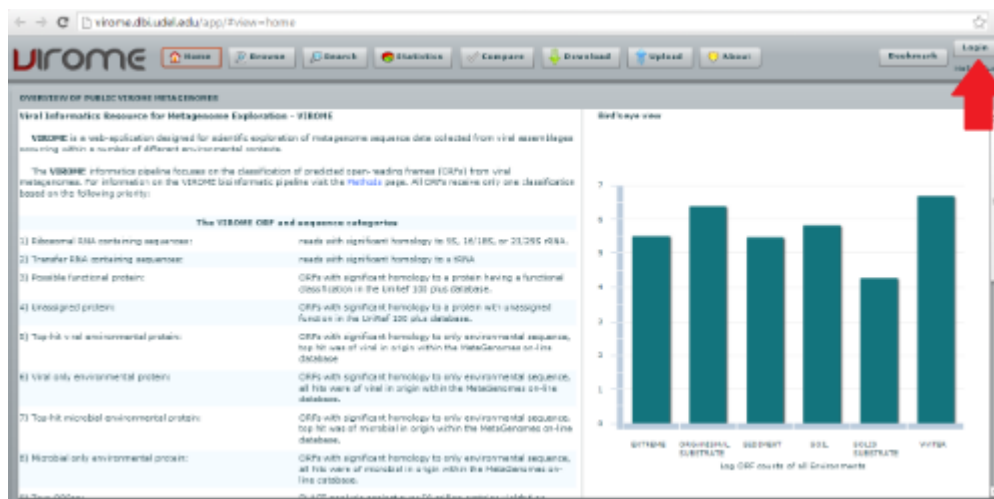 virome.dbi.udel.edu/app/#view=home
VIROME
Home
Browse
Search
Statistics
Compare
Download
Upload
About
Bookmark
Login
OVERVIEW OF PUBLIC VIROME METAGENOMES
Viral Informatics Resource for Metagenome Exploration - VIROME
Bird's eye view
VIROME is a web-application designed for scientific exploration of metagenome sequence data collected from viral assemblages
occurring within a number of different environmental contexts.
The VIROME informatics pipeline focuses on the classification of predicted open-reading frames (ORFs) from viral
metagenomes. For information on the VIROME bioinformatic pipeline visit the Methods page. All ORFs receive only one classification
based on the following priority:
The VIROME ORF and sequence categories
1) Ribosomal RNA containing sequences:
reads with significant homology to 5S, 16/18S, or 23/28S rRNA.
2) Transfer RNA containing sequences:
reads with significant homology to a tRNA
3) Possible functional protein:
ORFs with significant homology to a protein having a functional
classification in the UniRef 100 plus database.
4) Unassigned protein:
ORFs with significant homology to a protein with unassigned
function in the UniRef 100 plus database.
5) Top-hit viral environmental protein:
ORFs with significant homology to only environmental sequence,
top hit was of viral in origin within the MetaGenomes on-line
database
6) Viral only environmental protein:
ORFs with significant homology to only environmental sequence,
all hits were of viral in origin within the MetaGenomes on-line
database.
7) Top-hit microbial environmental protein:
ORFs with significant homology to only environmental sequence,
top hit was of microbial in origin within the MetaGenomes on-line
database.
8) Microbial only environmental protein:
ORFs with significant homology to only environmental sequence,
all hits were of microbial in origin within the MetaGenomes on-
line database.
7
6
5
4
3
2
1
0
EXTREME
ORGANISMAL
SUBSTRATE
SEDIMENT
SOIL
SOLID
SUBSTRATE
WATER
Log ORF counts of all Environments